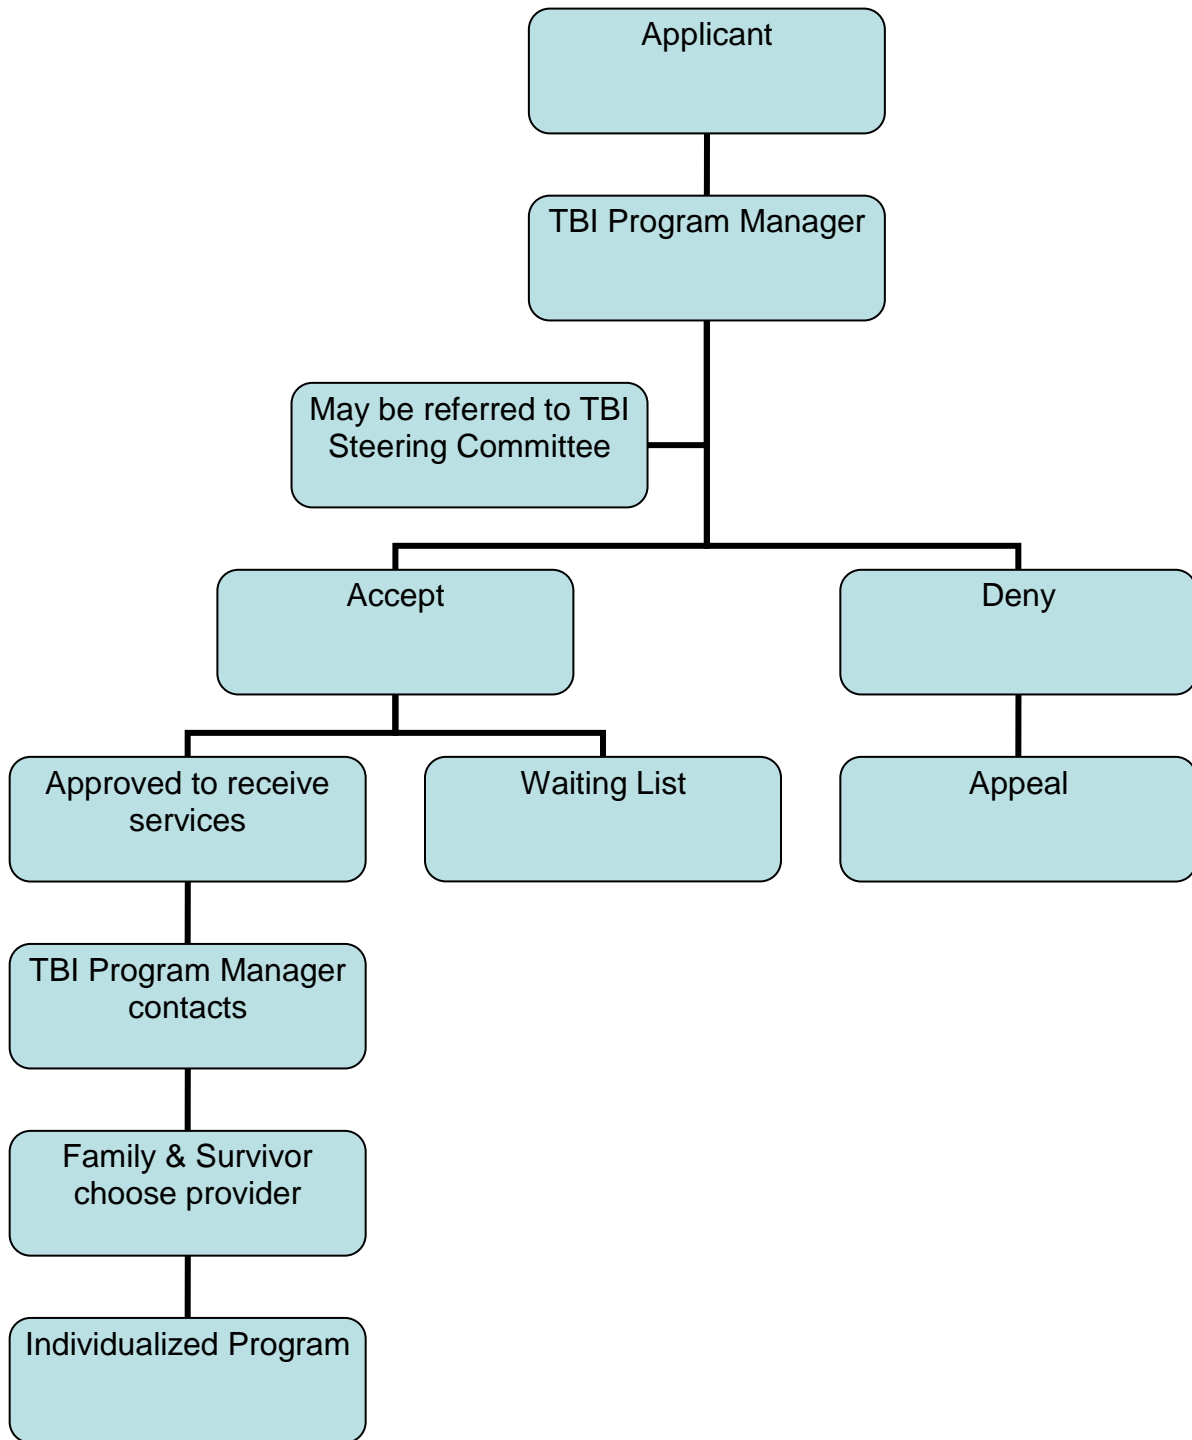 Applicant
TBI Program Manager
May be referred to TBI
Steering Committee
Accept
Deny
Approved to receive
services
Waiting List
Appeal
TBI Program Manager
contacts
Family & Survivor
choose provider
Individualized Program